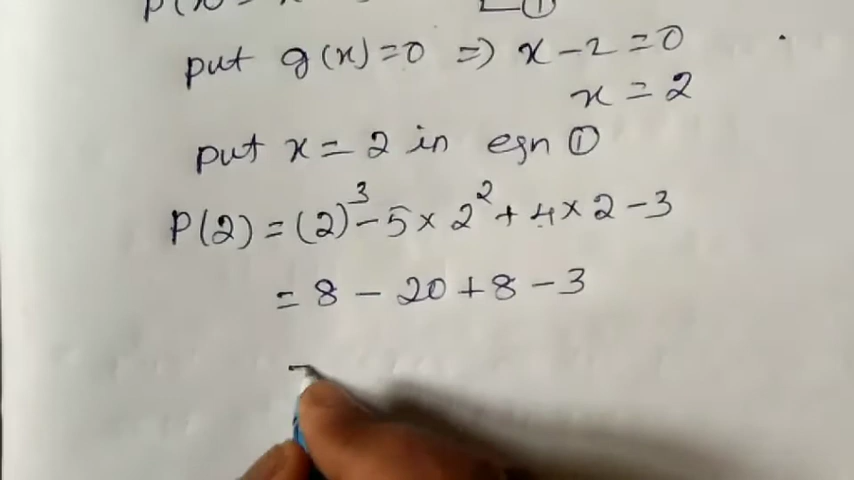 put g(x)=0 => x-2=0
x = 2
put x = 2 in eqn ①
P(2) = (2)³ - 5 × 2² + 4 × 2 - 3
= 8 - 20 + 8 - 3